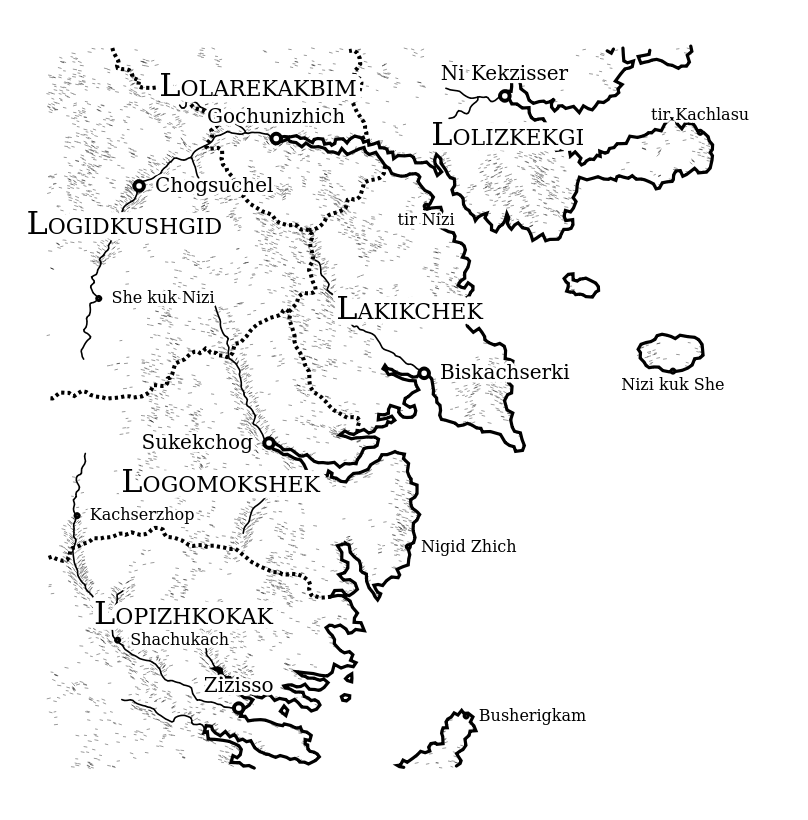 Ni Kekzisser
LOLAREKAKBIM
Gochunizhich
tir Kachlasu
LOLIZKEKGI
Chogsuchel
tir Nizi
LOGIDKUSHGID
She kuk Nizi
LAKIKCHEK
Biskachserki
Nizi kuk She
Sukekchog
LOGOMOKSHEK
Kachserzhop
Nigid Zhich
LOPIZHKOKAK
Shachukach
Zizisso
Busherigkam